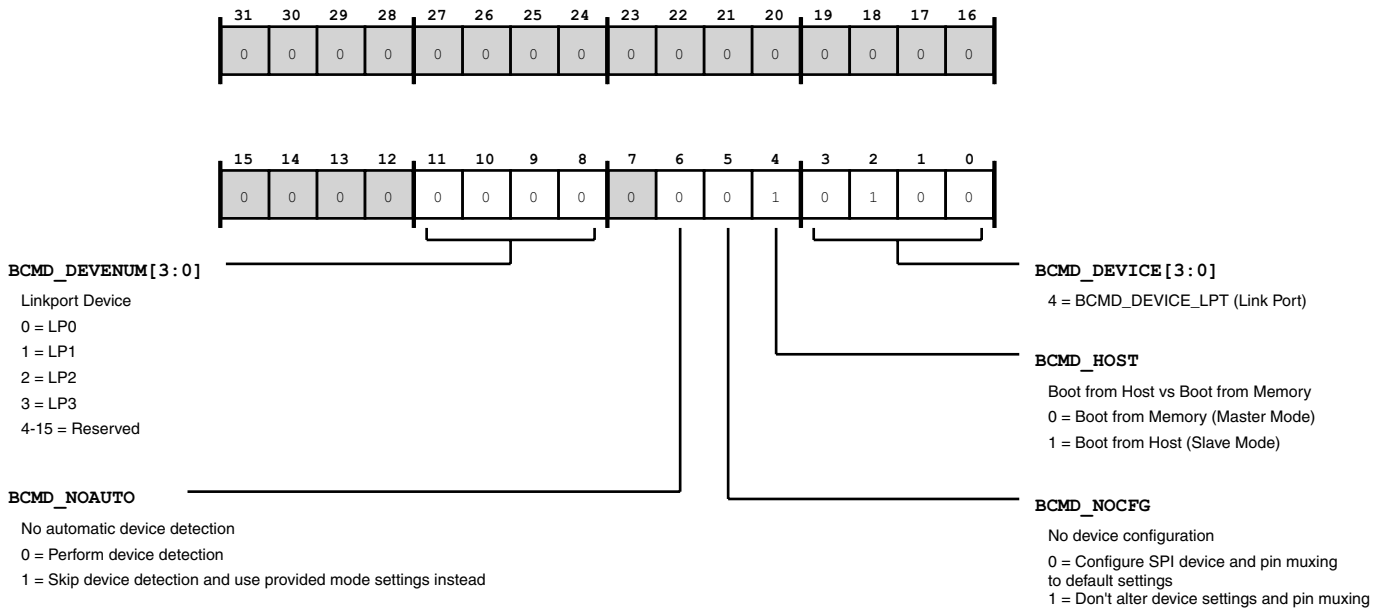 31 30 29 28 27 26 25 24 23 22 21 20 19 18 17 16
0 0 0 0 0 0 0 0 0 0 0 0 0 0 0 0
15 14 13 12 11 10 9 8 7 6 5 4 3 2 1 0
0 0 0 0 0 0 0 0 0 0 0 1 0 1 0 0
BCMD_DEVENUM[3:0]
Linkport Device
0 = LP0
1 = LP1
2 = LP2
3 = LP3
4-15 = Reserved
BCMD_NOAUTO
No automatic device detection
0 = Perform device detection
1 = Skip device detection and use provided mode settings instead
BCMD_DEVICE[3:0]
4 = BCMD_DEVICE_LPT (Link Port)
BCMD_HOST
Boot from Host vs Boot from Memory
0 = Boot from Memory (Master Mode)
1 = Boot from Host (Slave Mode)
BCMD_NOCFG
No device configuration
0 = Configure SPI device and pin muxing
to default settings
1 = Don't alter device settings and pin muxing